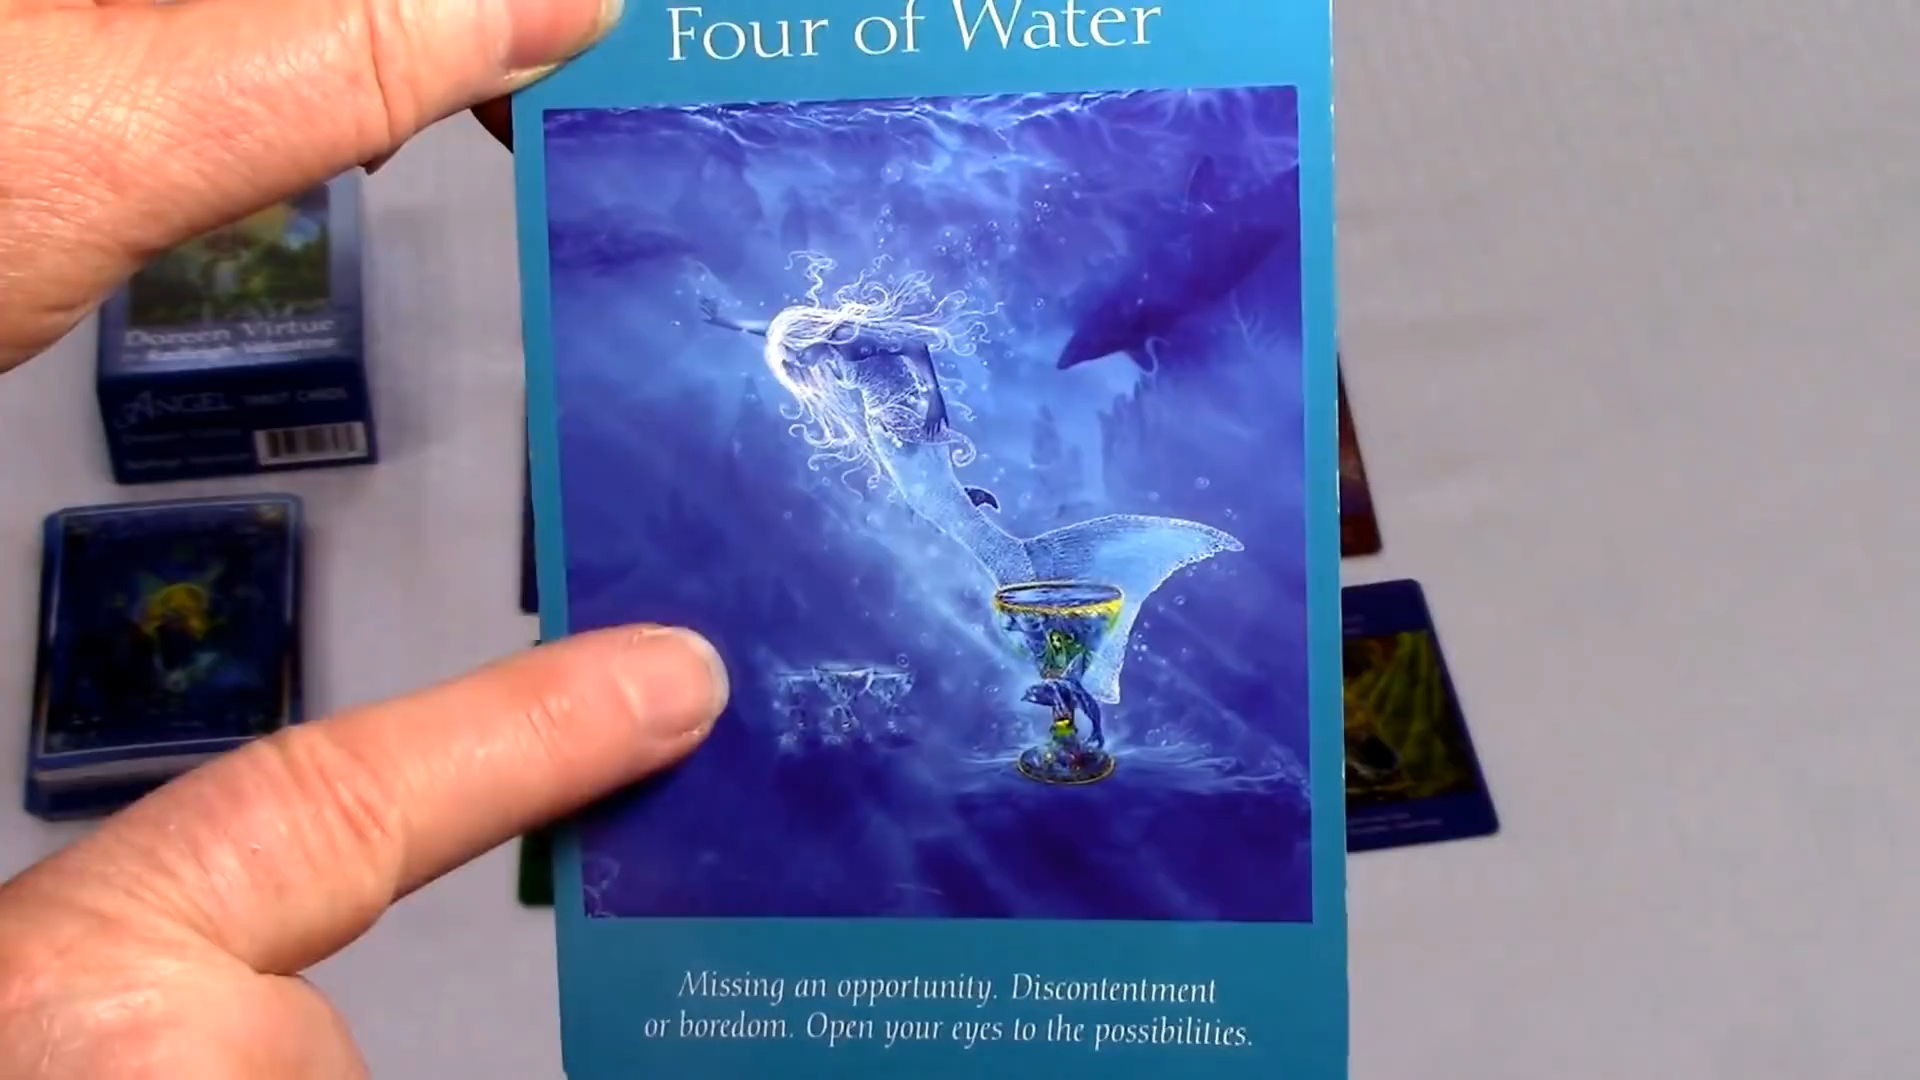 Four of Water
Doreen Virtue
ANGEL TAROT CARDS
Missing an opportunity. Discontentment
or boredom. Open your eyes to the possibilities.